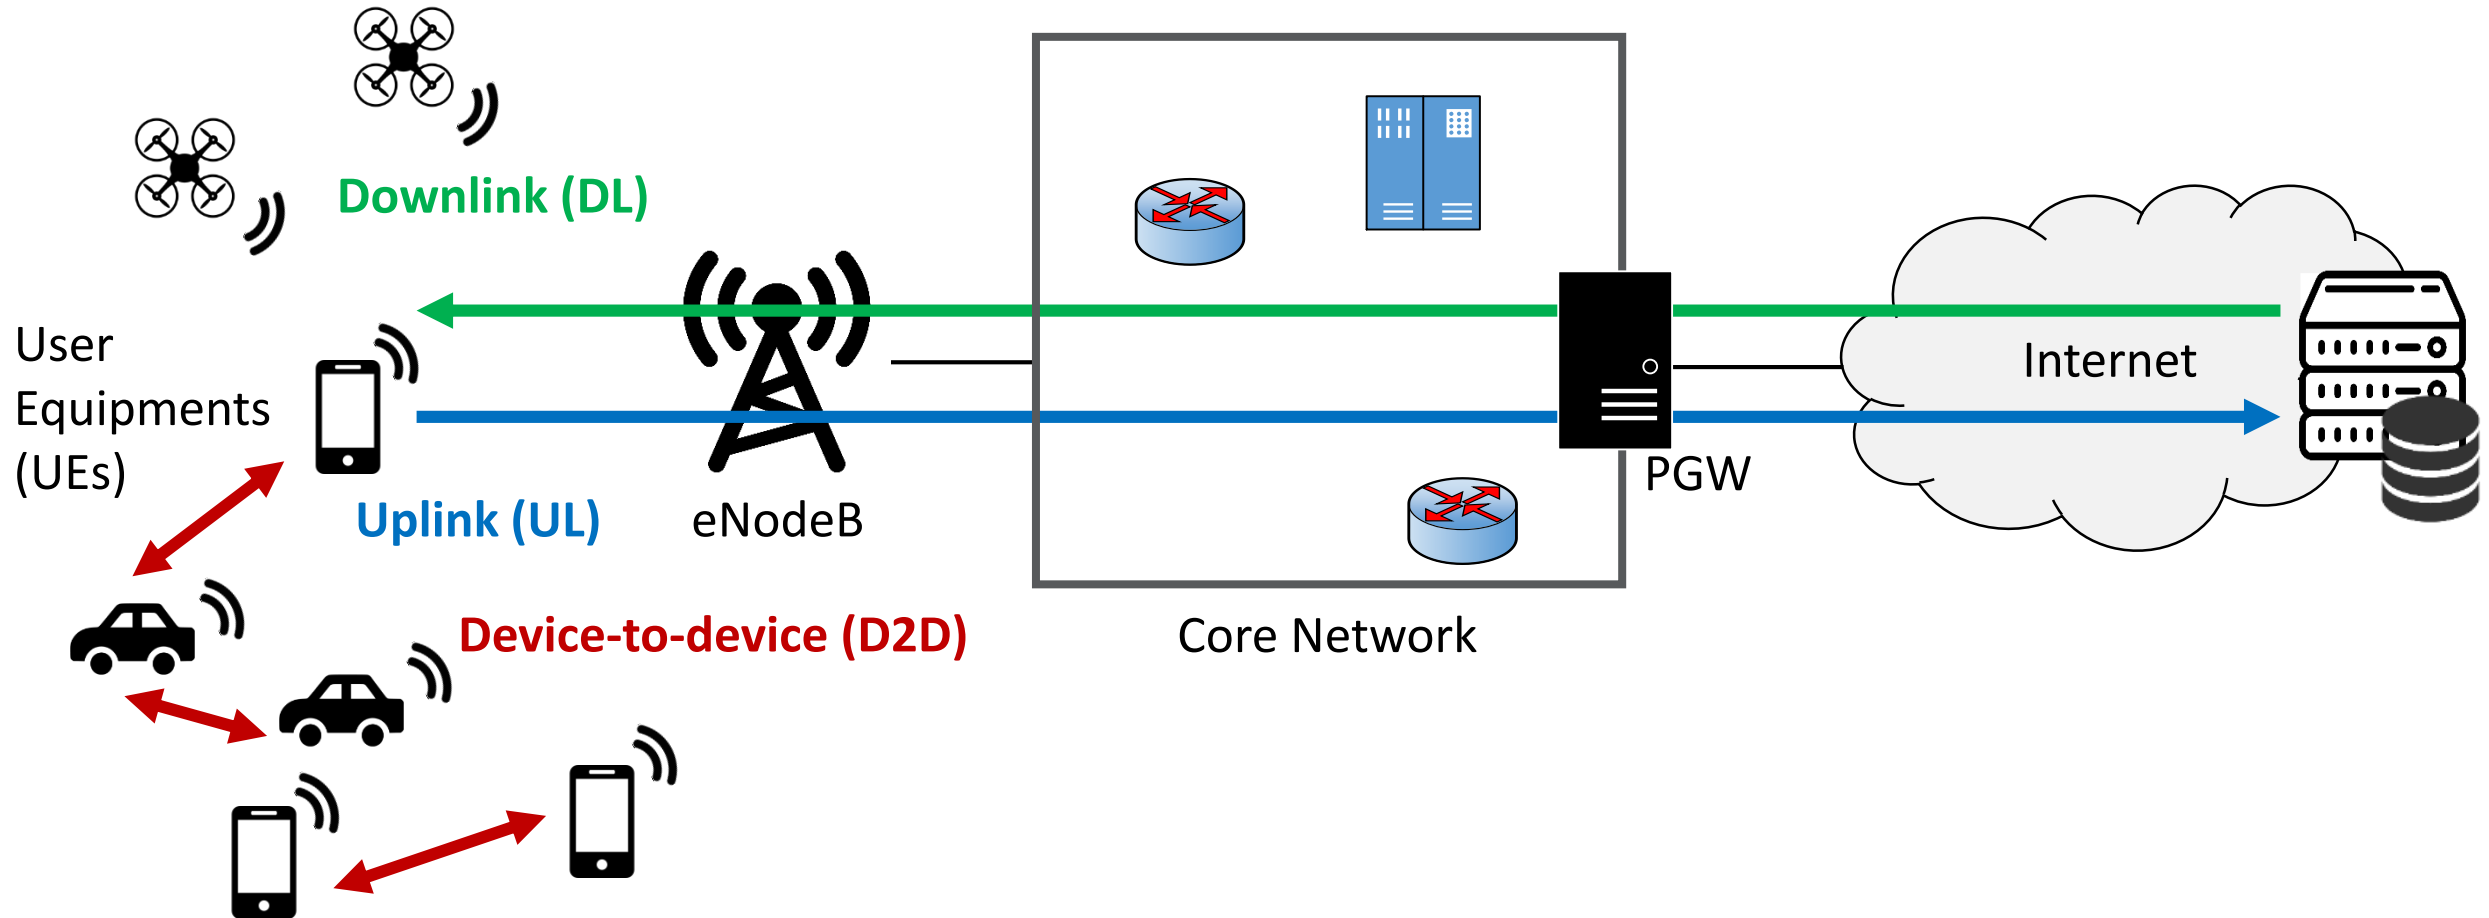 Downlink (DL)
User
Equipments
(UEs)
Internet
PGW
Uplink (UL)
eNodeB
Device-to-device (D2D)
Core Network